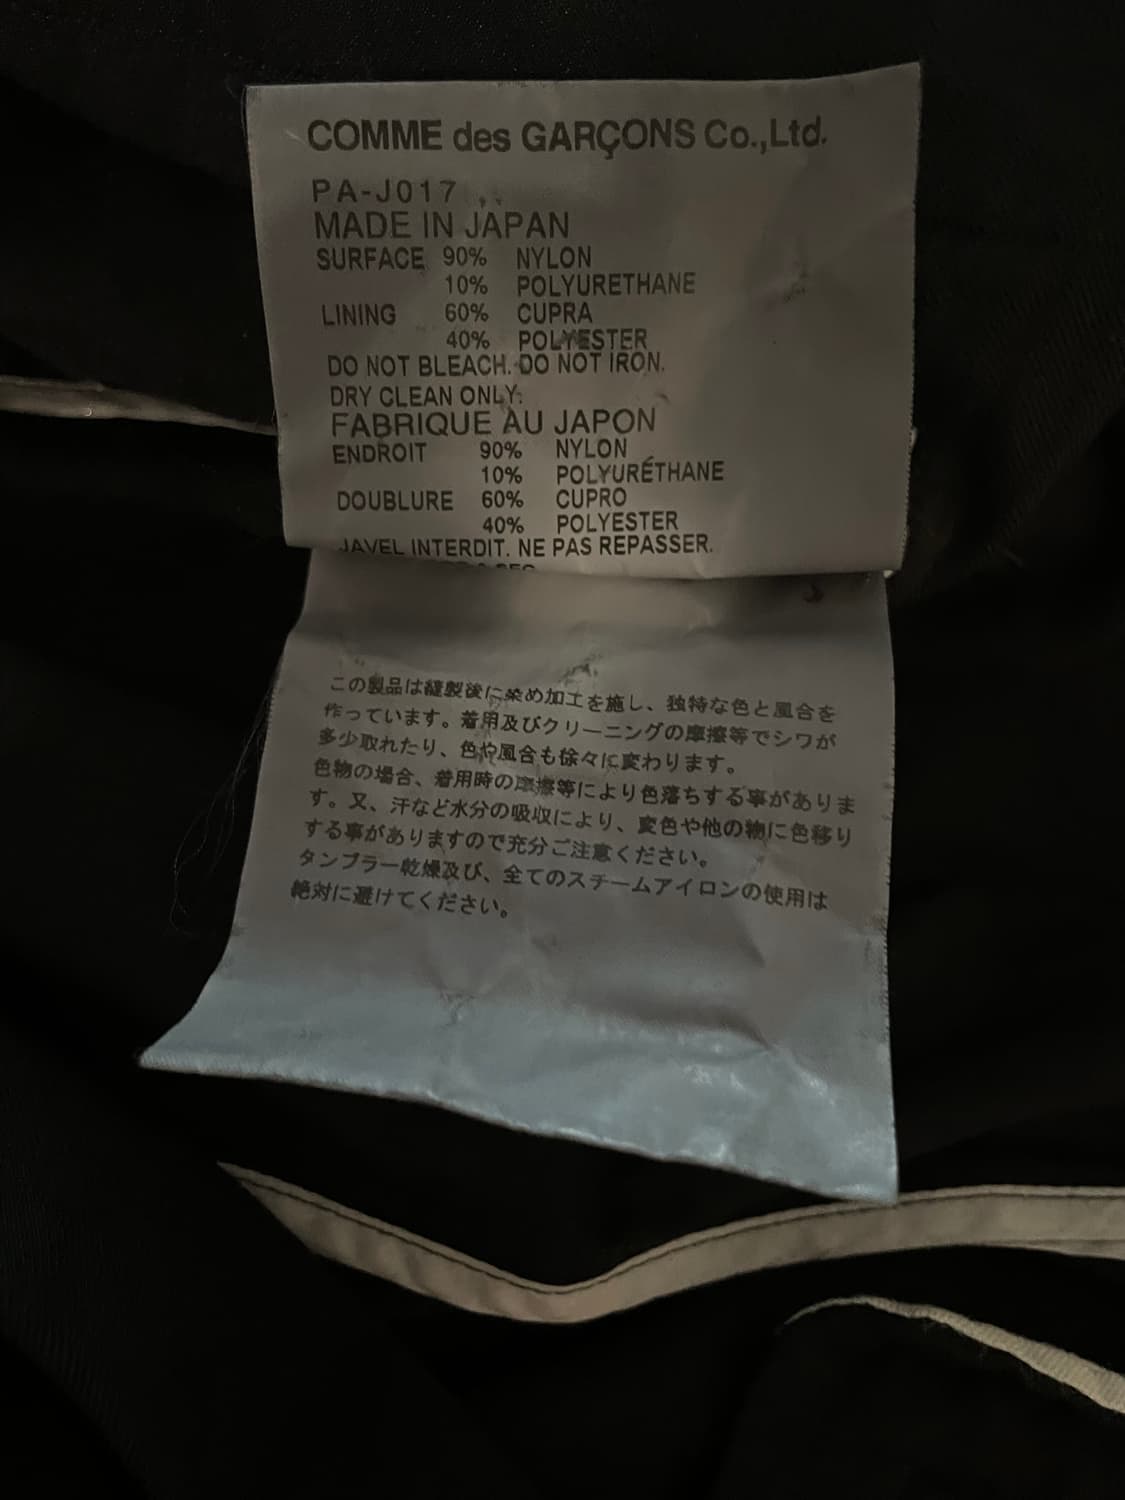 COMME des GARÇONS Co.,Ltd.
PA-J017
MADE IN JAPAN
SURFACE 90% NYLON
10% POLYURETHANE
LINING 60% CUPRA
40% POLYESTER
DO NOT BLEACH. DO NOT IRON.
DRY CLEAN ONLY.
FABRIQUE AU JAPON
ENDROIT 90% NYLON
10% POLYURÉTHANE
DOUBLURE 60% CUPRO
40% POLYESTER
JAVEL INTERDIT. NE PAS REPASSER.
この製品は縫製後に染め加工を施し、独特な色と風合を
作っています。着用及びクリーニングの摩擦等でシワが
多少取れたり、色や風合も徐々に変わります。
色物の場合、着用時の摩擦等により色落ちする事がありま
す。又、汗など水分の吸収により、変色や他の物に色移り
する事がありますので充分ご注意ください。
タンブラー乾燥及び、全てのスチームアイロンの使用は
絶対に避けてください。